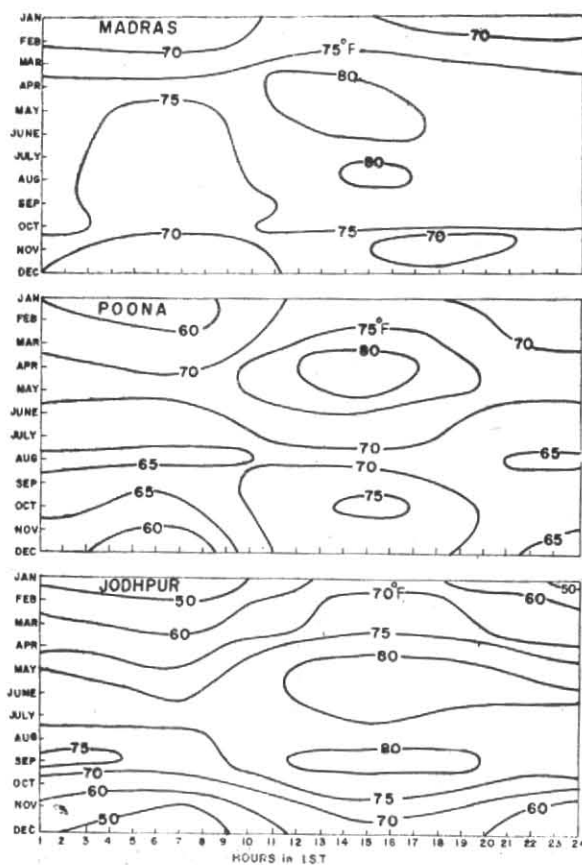 JAN
MADRAS
70
70
FEB
75°F
MAR
80
APR
75
MAY
JUNE
JULY
80
AUG
SEP
OCT
70
75
70
NOV
DEC
JAN
POONA
FEB
60
75°F
MAR
70
80
70
APR
MAY
JUNE
JULY
70
AUG
65
70
65
SEP
65
75
OCT
NOV
60
65
DEC
JAN
JODHPUR
50
FEB
50
70°F
60
MAR
60
75
APR
80
MAY
JUNE
JULY
AUG
75
80
SEP
70
OCT
60
75
NOV
70
60
DEC
50
1 2 3 4 5 6 7 8 9 10 11 12 13 14 15 16 17 18 19 20 21 22 23 24
HOURS in I.S.T